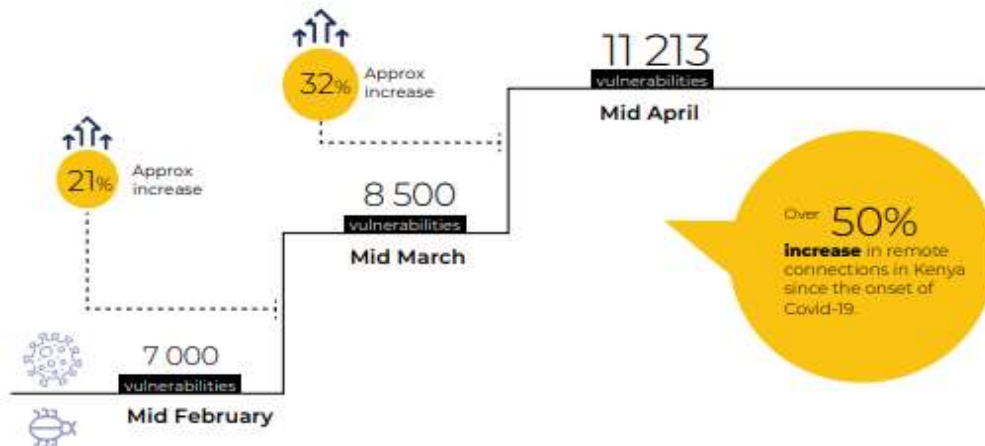 11 213
vulnerabilities
Mid April
32%
Approx
increase
21%
Approx
increase
8 500
vulnerabilities
Mid March
Over 50%
increase in remote
connections in Kenya
since the onset of
Covid-19.
7 000
vulnerabilities
Mid February